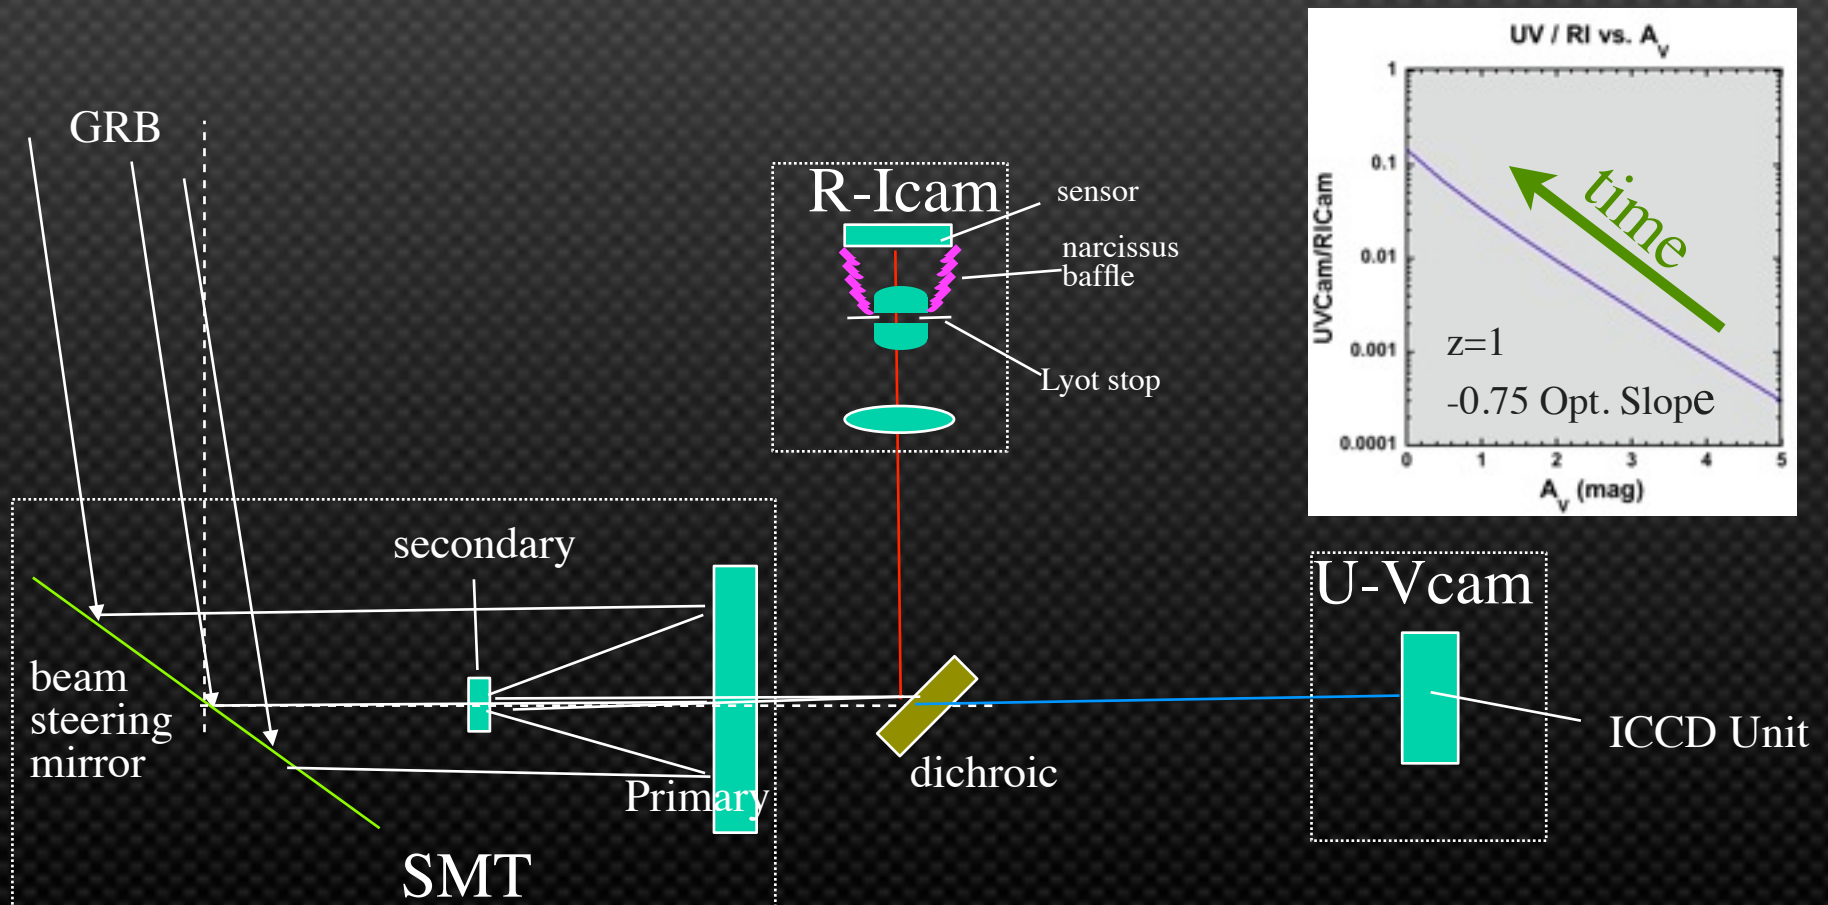 GRB
R-Icam
sensor
narcissus
baffle
Lyot stop
UV / RI vs. A_V
1
0.1
0.01
0.001
0.0001
UVCam/RICam
time
z=1
-0.75 Opt. Slope
0 1 2 3 4 5
A_V (mag)
secondary
beam
steering
mirror
Primary
SMT
dichroic
U-Vcam
ICCD Unit